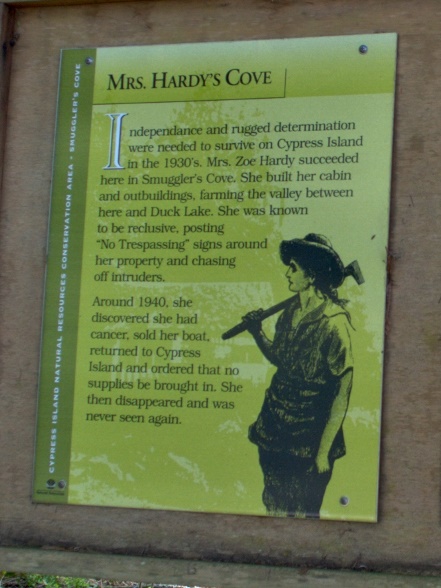 MRS. HARDY'S COVE
Independance and rugged determination
were needed to survive on Cypress Island
in the 1930's. Mrs. Zoe Hardy succeeded
here in Smuggler's Cove. She built her cabin
and outbuildings, farming the valley between
here and Duck Lake. She was known
to be reclusive, posting
"No Trespassing" signs around
her property and chasing
off intruders.
Around 1940, she
discovered she had
cancer, sold her boat,
returned to Cypress
Island and ordered that no
supplies be brought in. She
then disappeared and was
never seen again.
CYPRESS ISLAND NATURAL RESOURCES CONSERVATION AREA • SMUGGLER'S COVE